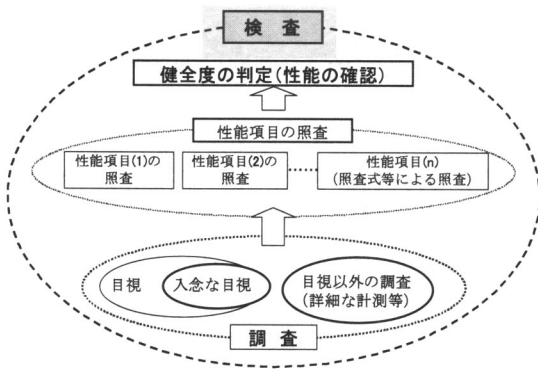 検 査
健全度の判定(性能の確認)
性能項目の照査
性能項目(1)の
照査
性能項目(2)の
照査
性能項目(n)
(照査式等による照査)
目視
入念な目視
目視以外の調査
(詳細な計測等)
調 査